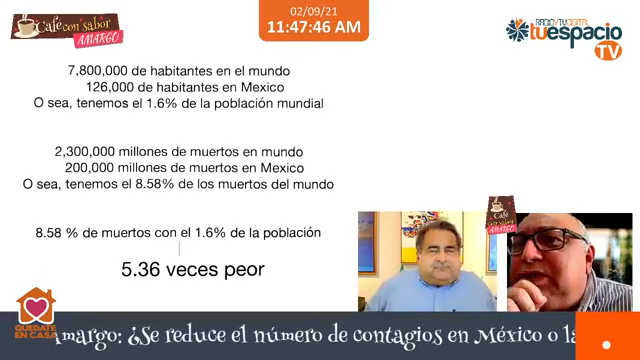 Café con sabor
AMARGO
02/09/21
11:47:46 AM
RADIO Y TV DIGITAL
tuespacio
TV
7,800,000 de habitantes en el mundo
126,000 de habitantes en Mexico
O sea, tenemos el 1.6% de la población mundial
2,300,000 millones de muertos en mundo
200,000 millones de muertos en Mexico
O sea, tenemos el 8.58% de los muertos del mundo
8.58 % de muertos con el 1.6% de la población
5.36 veces peor
Café
con sabor
AMARGO
QUEDATE
EN CASA
Amargo: ¿Se reduce el número de contagios en México o la